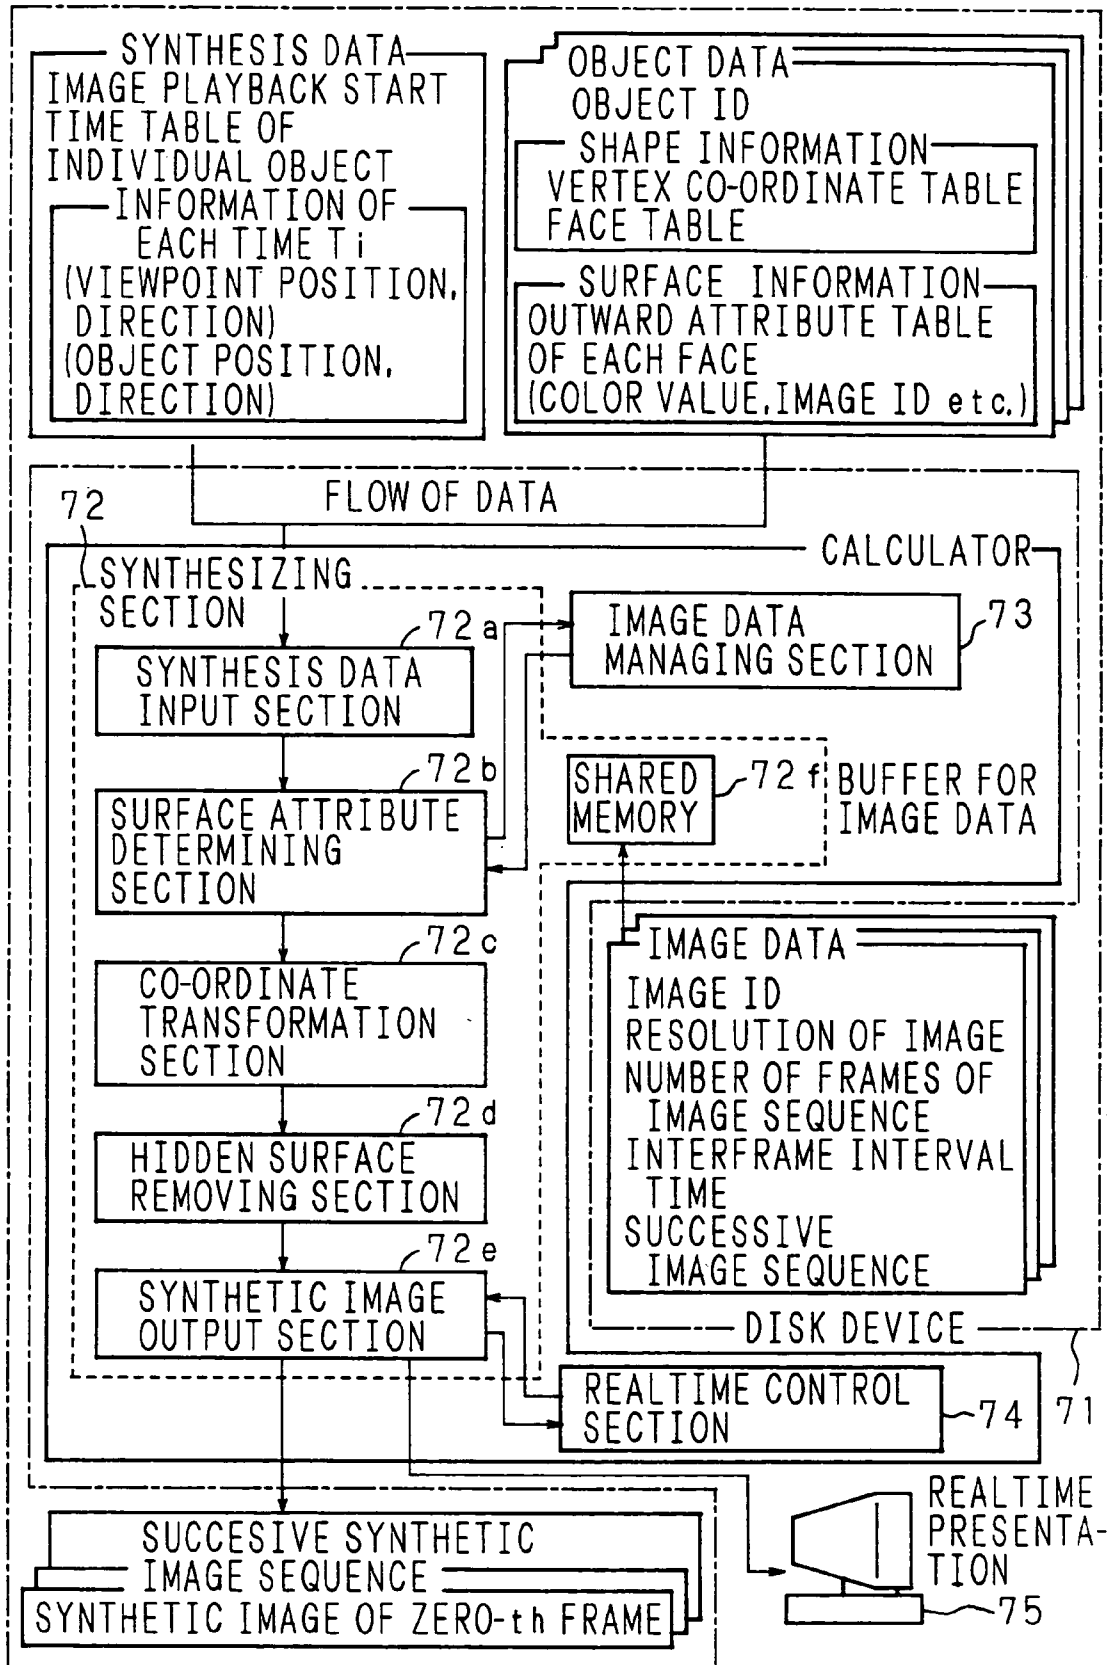 SYNTHESIS DATA
IMAGE PLAYBACK START
TIME TABLE OF
INDIVIDUAL OBJECT
INFORMATION OF
EACH TIME Ti
(VIEWPOINT POSITION,
DIRECTION)
(OBJECT POSITION,
DIRECTION)
OBJECT DATA
OBJECT ID
SHAPE INFORMATION
VERTEX CO-ORDINATE TABLE
FACE TABLE
SURFACE INFORMATION
OUTWARD ATTRIBUTE TABLE
OF EACH FACE
(COLOR VALUE,IMAGE ID etc.)
FLOW OF DATA
72
CALCULATOR
SYNTHESIZING
SECTION
72a
SYNTHESIS DATA
INPUT SECTION
IMAGE DATA
MANAGING SECTION
73
72b
SURFACE ATTRIBUTE
DETERMINING
SECTION
SHARED
MEMORY
72f
BUFFER FOR
IMAGE DATA
72c
CO-ORDINATE
TRANSFORMATION
SECTION
72d
HIDDEN SURFACE
REMOVING SECTION
72e
SYNTHETIC IMAGE
OUTPUT SECTION
IMAGE DATA
IMAGE ID
RESOLUTION OF IMAGE
NUMBER OF FRAMES OF
IMAGE SEQUENCE
INTERFRAME INTERVAL
TIME
SUCCESSIVE
IMAGE SEQUENCE
DISK DEVICE
71
REALTIME CONTROL
SECTION
74
SUCCESIVE SYNTHETIC
IMAGE SEQUENCE
SYNTHETIC IMAGE OF ZERO-th FRAME
REALTIME
PRESENTA-
TION
75